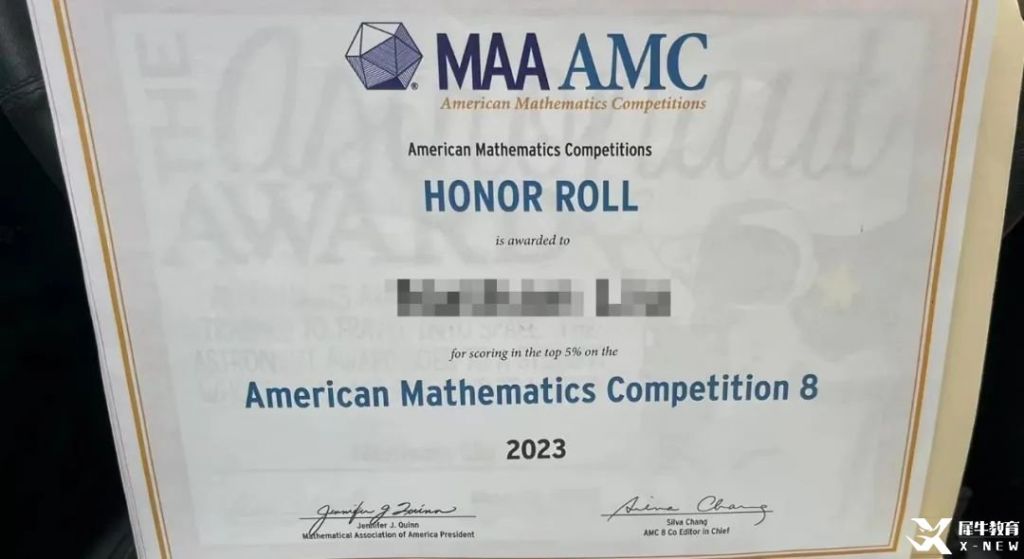 MAA AMC
American Mathematics Competitions
American Mathematics Competitions
HONOR ROLL
is awarded to
for scoring in the top 5% on the
American Mathematics Competition 8
2023
Jennifer J. Quinn
Mathematical Association of America President
Silva Chang
AMC 8 Co Editor in Chief
THE
AWARD
犀牛教育
X-NEW